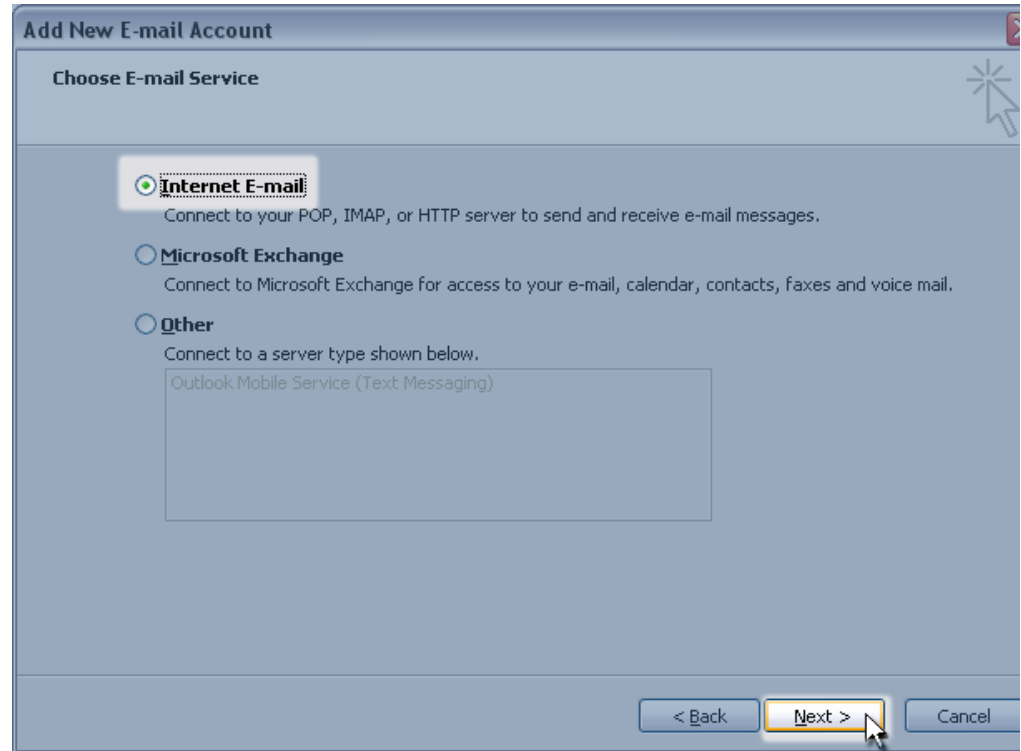 Add New E-mail Account
Choose E-mail Service
Internet E-mail
Connect to your POP, IMAP, or HTTP server to send and receive e-mail messages.
Microsoft Exchange
Connect to Microsoft Exchange for access to your e-mail, calendar, contacts, faxes and voice mail.
Other
Connect to a server type shown below.
Outlook Mobile Service (Text Messaging)
< Back Next > Cancel